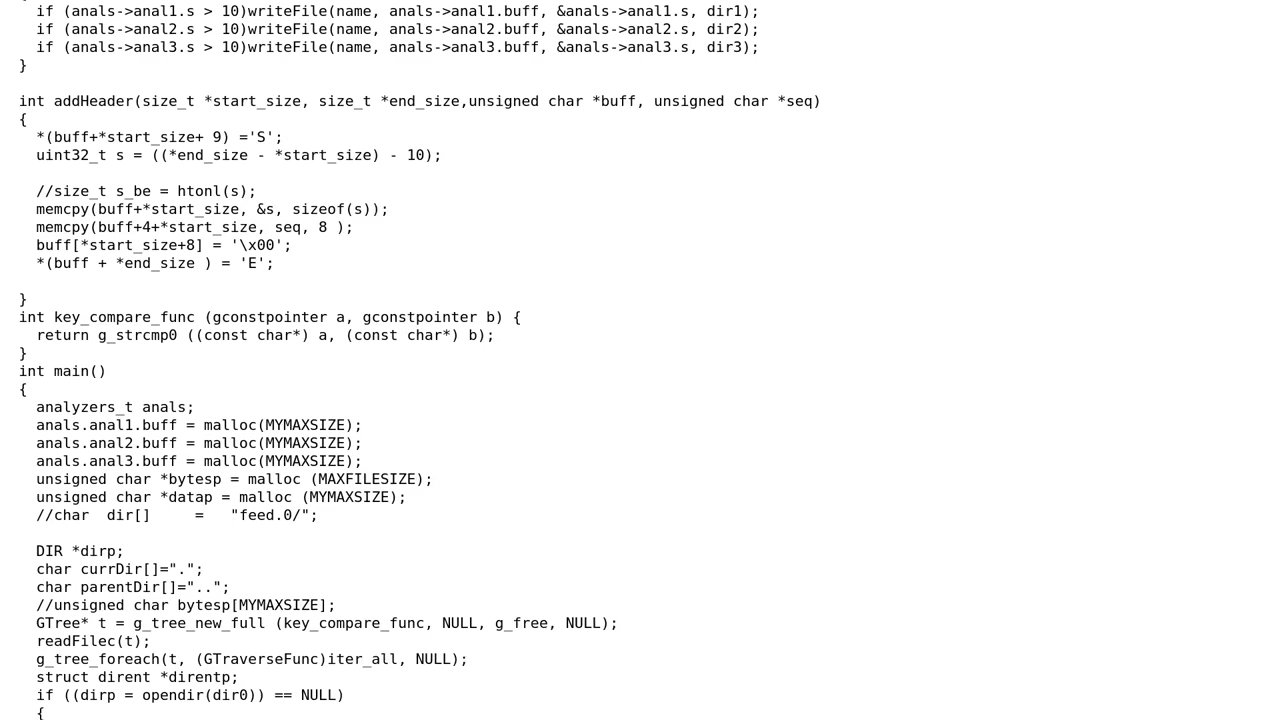 if (anals->anal1.s > 10)writeFile(name, anals->anal1.buff, &anals->anal1.s, dir1);
if (anals->anal2.s > 10)writeFile(name, anals->anal2.buff, &anals->anal2.s, dir2);
if (anals->anal3.s > 10)writeFile(name, anals->anal3.buff, &anals->anal3.s, dir3);
}
int addHeader(size_t *start_size, size_t *end_size,unsigned char *buff, unsigned char *seq)
{
*(buff+*start_size+ 9) ='S';
uint32_t s = ((*end_size - *start_size) - 10);
//size_t s_be = htonl(s);
memcpy(buff+*start_size, &s, sizeof(s));
memcpy(buff+4+*start_size, seq, 8 );
buff[*start_size+8] = '\x00';
*(buff + *end_size ) = 'E';
}
int key_compare_func (gconstpointer a, gconstpointer b) {
return g_strcmp0 ((const char*) a, (const char*) b);
}
int main()
{
analyzers_t anals;
anals.anal1.buff = malloc(MYMAXSIZE);
anals.anal2.buff = malloc(MYMAXSIZE);
anals.anal3.buff = malloc(MYMAXSIZE);
unsigned char *bytesp = malloc (MAXFILESIZE);
unsigned char *datap = malloc (MYMAXSIZE);
//char  dir[]     =   "feed.0/";
DIR *dirp;
char currDir[]=".";
char parentDir[]="..";
//unsigned char bytesp[MYMAXSIZE];
GTree* t = g_tree_new_full (key_compare_func, NULL, g_free, NULL);
readFilec(t);
g_tree_foreach(t, (GTraverseFunc)iter_all, NULL);
struct dirent *direntp;
if ((dirp = opendir(dir0)) == NULL)
{